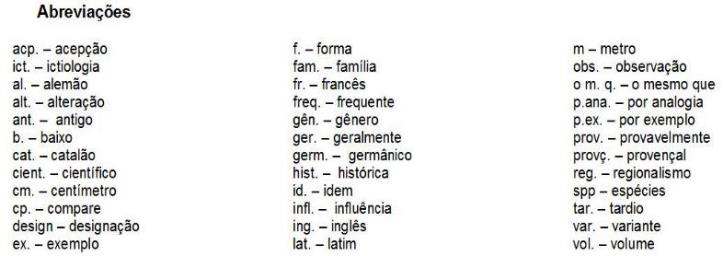 Abreviações
acp. – acepção
ict. – ictiologia
al. – alemão
alt. – alteração
ant. – antigo
b. – baixo
cat. – catalão
cient. – científico
cm. – centímetro
cp. – compare
design – designação
ex. – exemplo
f. – forma
fam. – família
fr. – francês
freq. – frequente
gên. – gênero
ger. – geralmente
germ. – germânico
hist. – histórica
id. – idem
infl. – influência
ing. – inglês
lat. – latim
m – metro
obs. – observação
o m. q. – o mesmo que
p.ana. – por analogia
p.ex. – por exemplo
prov. – provavelmente
provç. – provençal
reg. – regionalismo
spp – espécies
tar. – tardio
var. – variante
vol. – volume